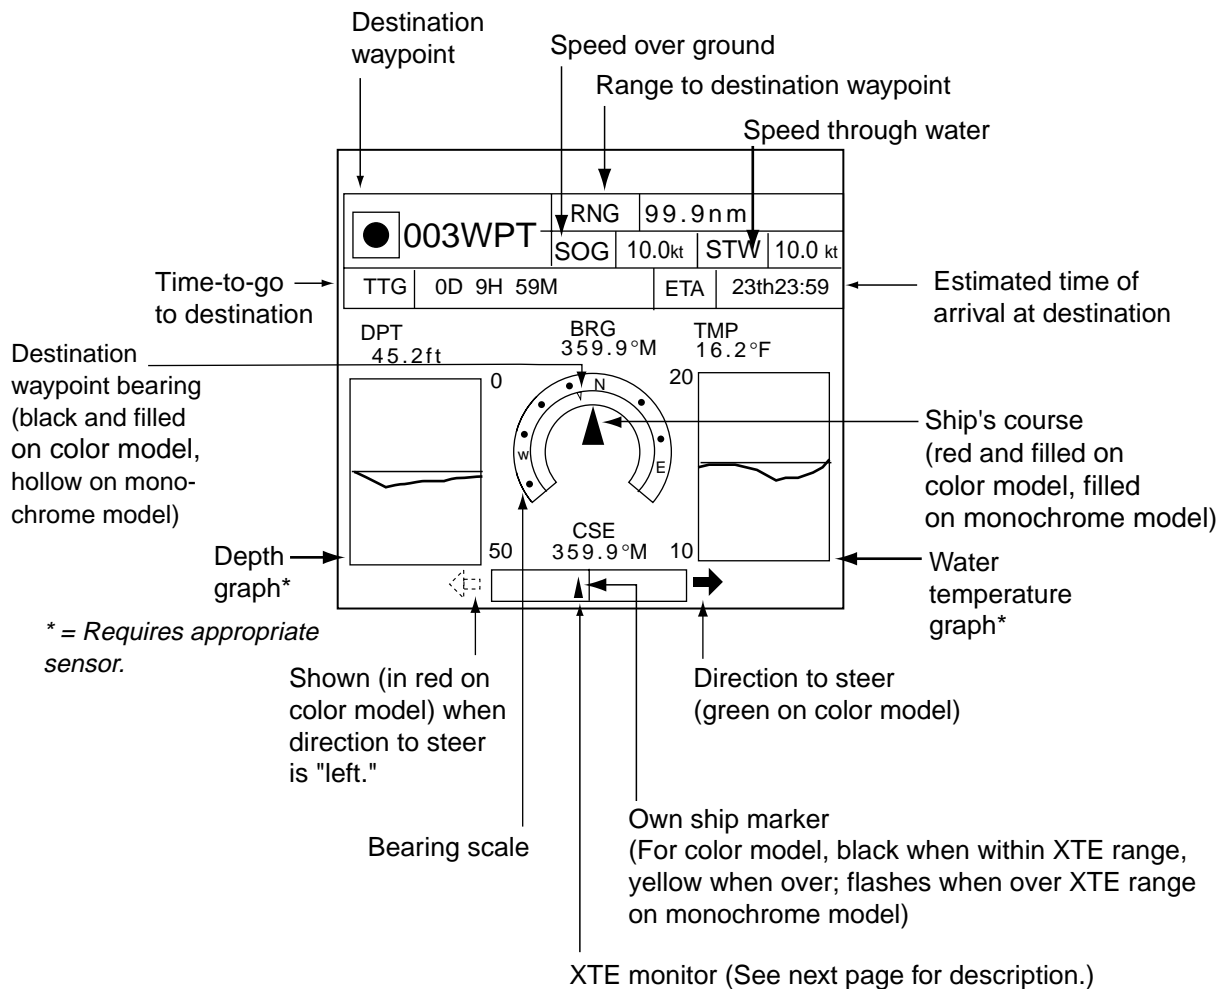 Destination
waypoint
Speed over ground
Range to destination waypoint
Speed through water
RNG 99.9nm
003WPT
SOG 10.0kt STW 10.0 kt
Time-to-go
to destination
TTG 0D 9H 59M ETA 23th23:59
Estimated time of
arrival at destination
DPT
45.2ft
BRG
359.9°M
TMP
16.2°F
Destination
waypoint bearing
(black and filled
on color model,
hollow on mono-
chrome model)
0
N
W
E
20
Ship's course
(red and filled on
color model, filled
on monochrome model)
CSE
359.9°M
50
10
Depth
graph*
Water
temperature
graph*
* = Requires appropriate
sensor.
Shown (in red on
color model) when
direction to steer
is "left."
Direction to steer
(green on color model)
Bearing scale
Own ship marker
(For color model, black when within XTE range,
yellow when over; flashes when over XTE range
on monochrome model)
XTE monitor (See next page for description.)